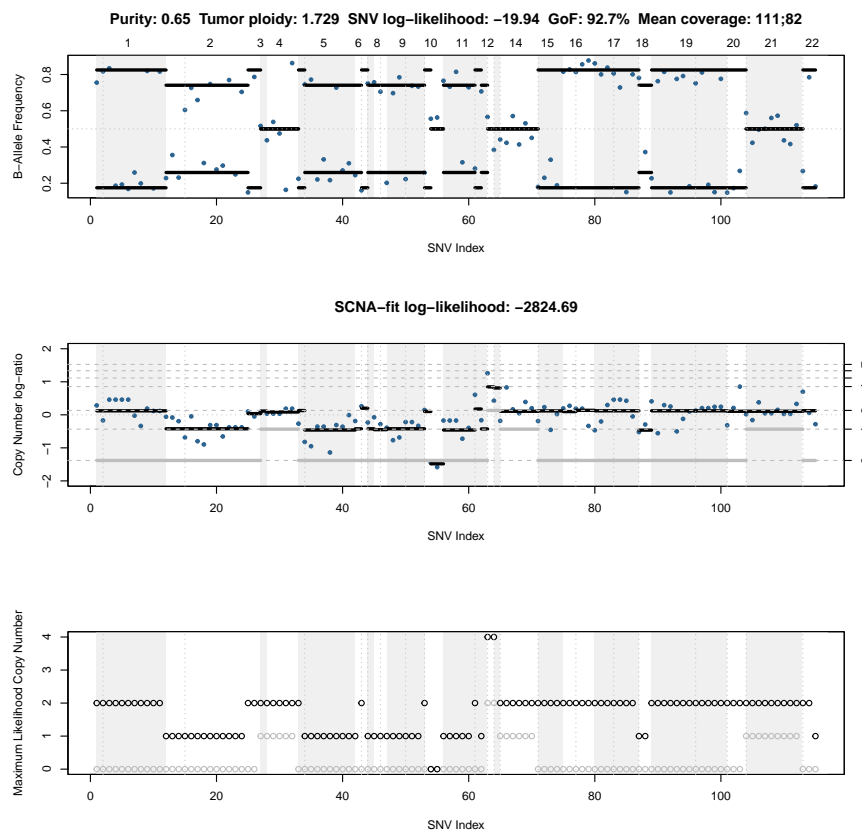 Purity: 0.65 Tumor ploidy: 1.729 SNV log−likelihood: −19.94 GoF: 92.7% Mean coverage: 111;82
1 2 3 4 5 6 8 9 10 11 12 14 15 16 17 18 19 20 21 22
B−Allele Frequency
0.8
0.6
0.4
0.2
0 20 40 60 80 100
SNV Index
SCNA−fit log−likelihood: −2824.69
Copy Number log−ratio
2
1
0
−1
−2
0 20 40 60 80 100
SNV Index
Maximum Likelihood Copy Number
4
3
2
1
0
0 20 40 60 80 100
SNV Index